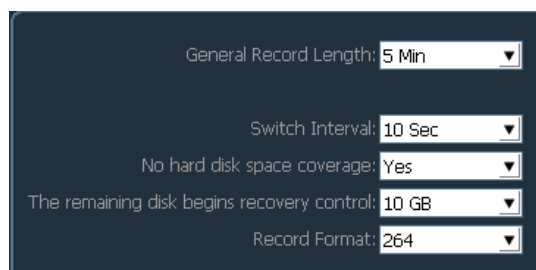 General Record Length: 5 Min
Switch Interval: 10 Sec
No hard disk space coverage: Yes
The remaining disk begins recovery control: 10 GB
Record Format: 264